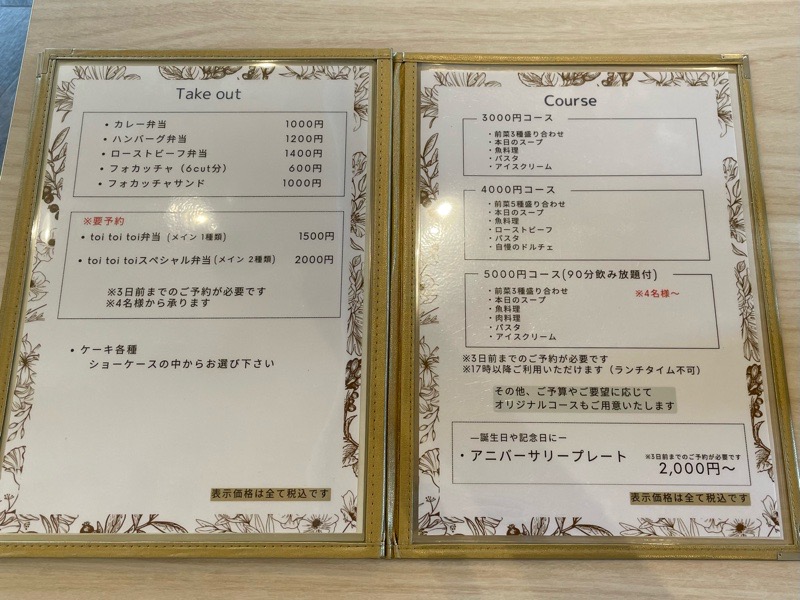 Take out
・カレー弁当 1000円
・ハンバーグ弁当 1200円
・ローストビーフ弁当 1400円
・フォカッチャ（6cut分） 600円
・フォカッチャサンド 1000円
※要予約
・toi toi toi弁当 (メイン 1種類) 1500円
・toi toi toiスペシャル弁当 (メイン 2種類) 2000円
※3日前までのご予約が必要です
※4名様から承ります
・ケーキ各種
ショーケースの中からお選び下さい
表示価格は全て税込です
Course
3000円コース
・前菜3種盛り合わせ
・本日のスープ
・魚料理
・パスタ
・アイスクリーム
4000円コース
・前菜5種盛り合わせ
・本日のスープ
・魚料理
・ローストビーフ
・パスタ
・自慢のドルチェ
5000円コース(90分飲み放題付)
・前菜3種盛り合わせ ※4名様〜
・本日のスープ
・魚料理
・肉料理
・パスタ
・アイスクリーム
※3日前までのご予約が必要です
※17時以降ご利用いただけます（ランチタイム不可）
その他、ご予算やご要望に応じて
オリジナルコースもご用意いたします
―誕生日や記念日にー
・アニバーサリープレート ※3日前までのご予約が必要です
2,000円〜
表示価格は全て税込です